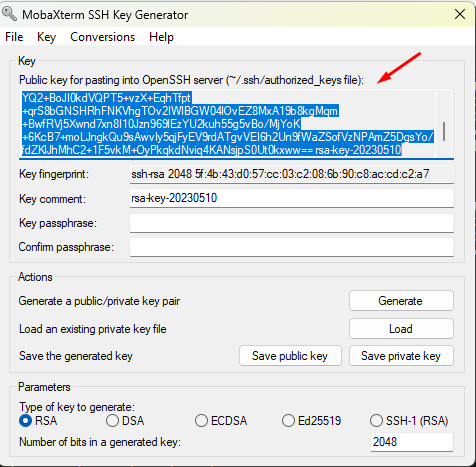 MobaXterm SSH Key Generator
File Key Conversions Help
Key
Public key for pasting into OpenSSH server (~/.ssh/authorized_keys file):
YQ2+BoJI0kdVQPT5+vzX+EqhTfpt
+qrS8bGNSHRhFNKVhgTOv2IWlBGW04lOvEZ8MxA19b8kgMqm
+BwfRVj5Xwnd7xn8I10Jzn969IEzYU2kuh55g5vBo/MjYoK
+6KcB7+moLJngkQu9sAwvIy5qjFyEV9rdATgvVEI6h2Un9fWaZSofVzNPAmZ5DgsYo/
fdZKlJhMhC2+1F5vkM+OyPkqkdNviq4KANsjpS0Ut0kxww== rsa-key-20230510
Key fingerprint: ssh-rsa 2048 5f:4b:43:d0:57:cc:03:c2:08:6b:90:c8:ac:cd:c2:a7
Key comment: rsa-key-20230510
Key passphrase:
Confirm passphrase:
Actions
Generate a public/private key pair Generate
Load an existing private key file Load
Save the generated key Save public key Save private key
Parameters
Type of key to generate:
RSA DSA ECDSA Ed25519 SSH-1 (RSA)
Number of bits in a generated key: 2048